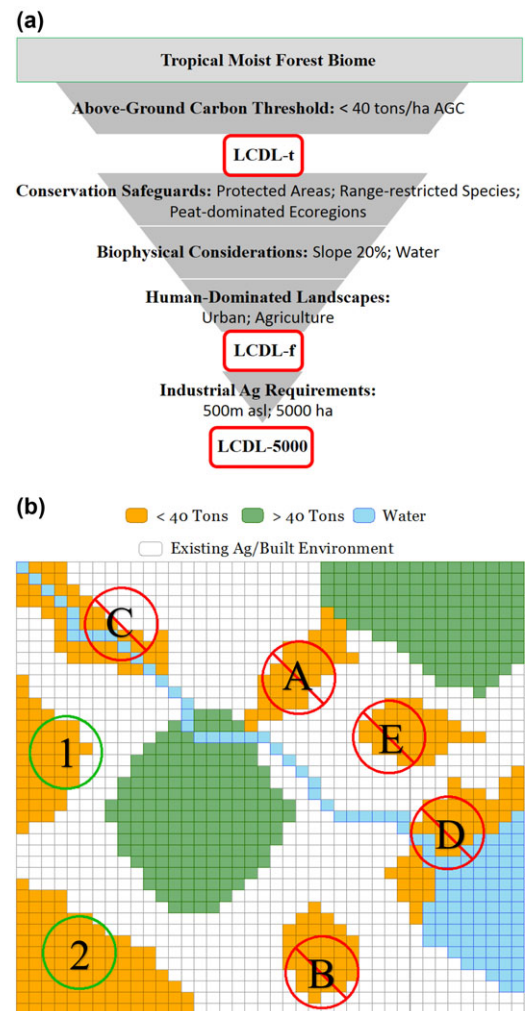 (a)
Tropical Moist Forest Biome
Above-Ground Carbon Threshold: < 40 tons/ha AGC
LCDL-t
Conservation Safeguards: Protected Areas; Range-restricted Species;
Peat-dominated Ecoregions
Biophysical Considerations: Slope 20%; Water
Human-Dominated Landscapes:
Urban; Agriculture
LCDL-f
Industrial Ag Requirements:
500m asl; 5000 ha
LCDL-5000
(b)
< 40 Tons > 40 Tons Water
Existing Ag/Built Environment
C
A
E
1
D
2
B